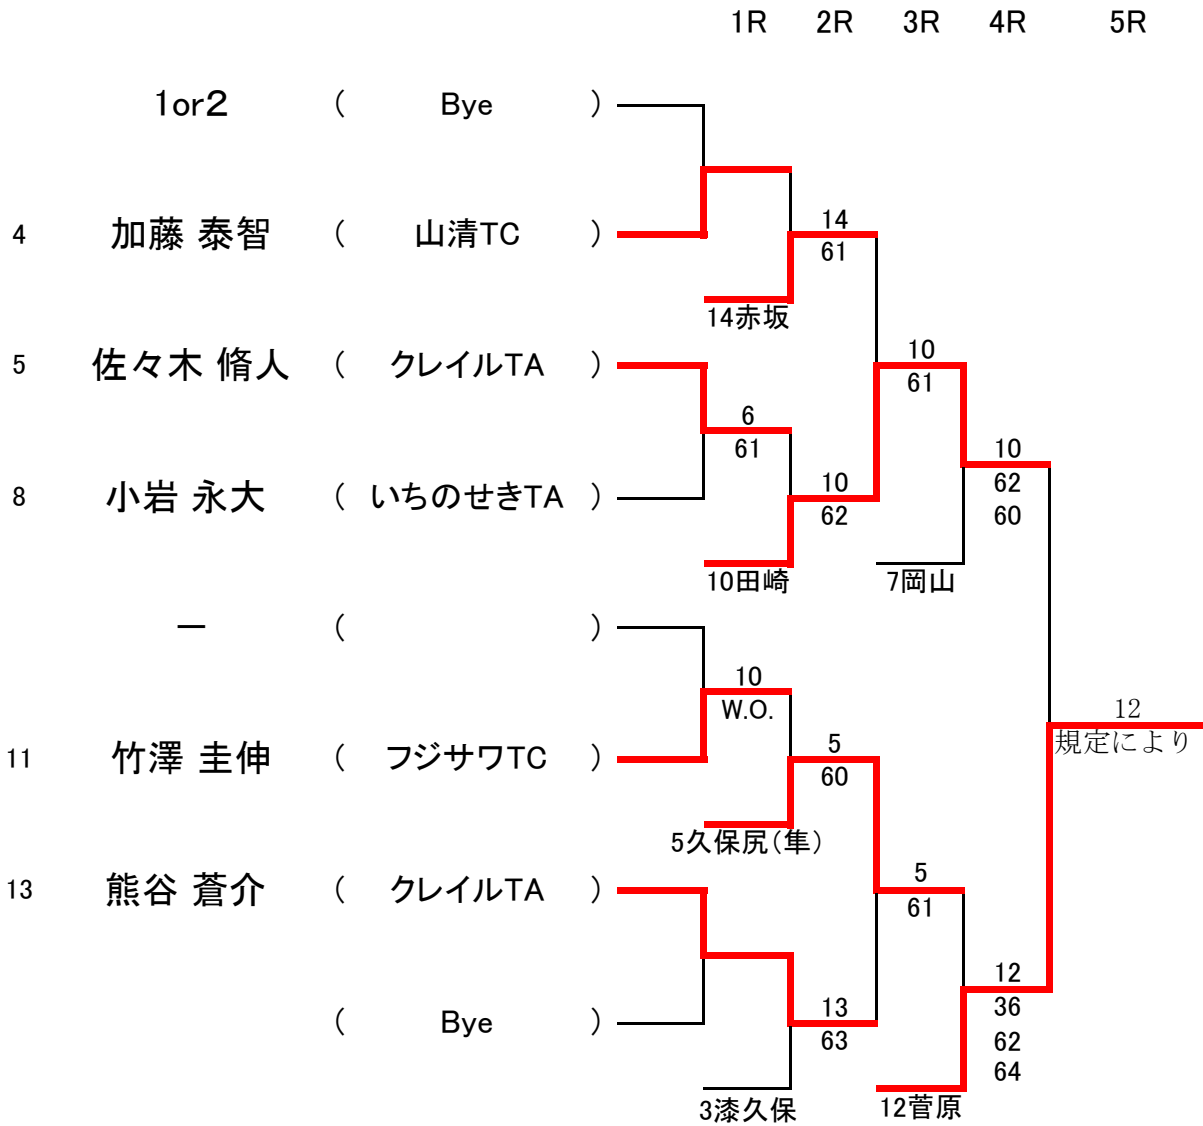 1R 2R 3R 4R 5R
1or2 ( Bye )
4 加藤 泰智 ( 山清TC )
14
61
14赤坂
5 佐々木 脩人 ( クレイルTA )
10
61
6
61
10
62
60
8 小岩 永大 ( いちのせきTA )
10
62
10田崎
7岡山
ー ( )
10
W.O.
12
規定により
11 竹澤 圭伸 ( フジサワTC )
5
60
5久保尻(隼)
13 熊谷 蒼介 ( クレイルTA )
5
61
12
36
62
64
( Bye )
13
63
3漆久保
12菅原